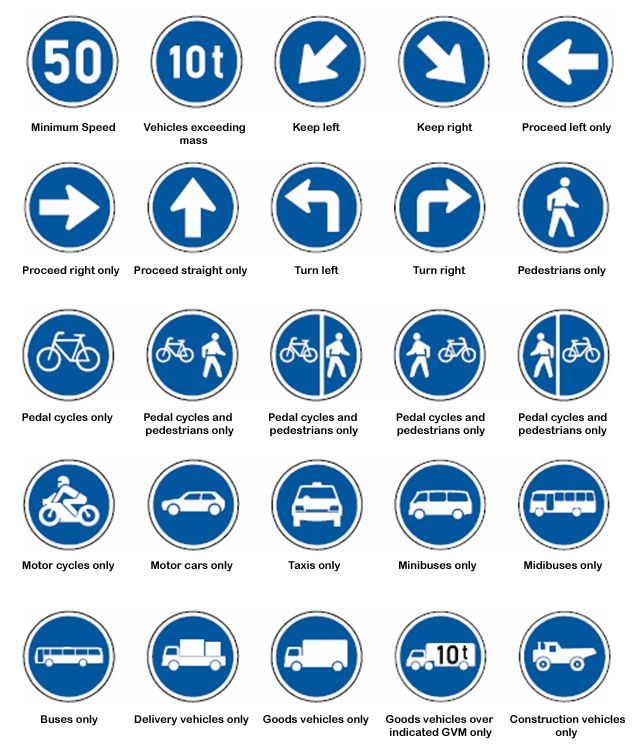 50
10t
Minimum Speed
Vehicles exceeding
mass
Keep left
Keep right
Proceed left only
Proceed right only
Proceed straight only
Turn left
Turn right
Pedestrians only
Pedal cycles only
Pedal cycles and
pedestrians only
Pedal cycles and
pedestrians only
Pedal cycles and
pedestrians only
Pedal cycles and
pedestrians only
Motor cycles only
Motor cars only
Taxis only
Minibuses only
Midibuses only
10t
Buses only
Delivery vehicles only
Goods vehicles only
Goods vehicles over
indicated GVM only
Construction vehicles
only